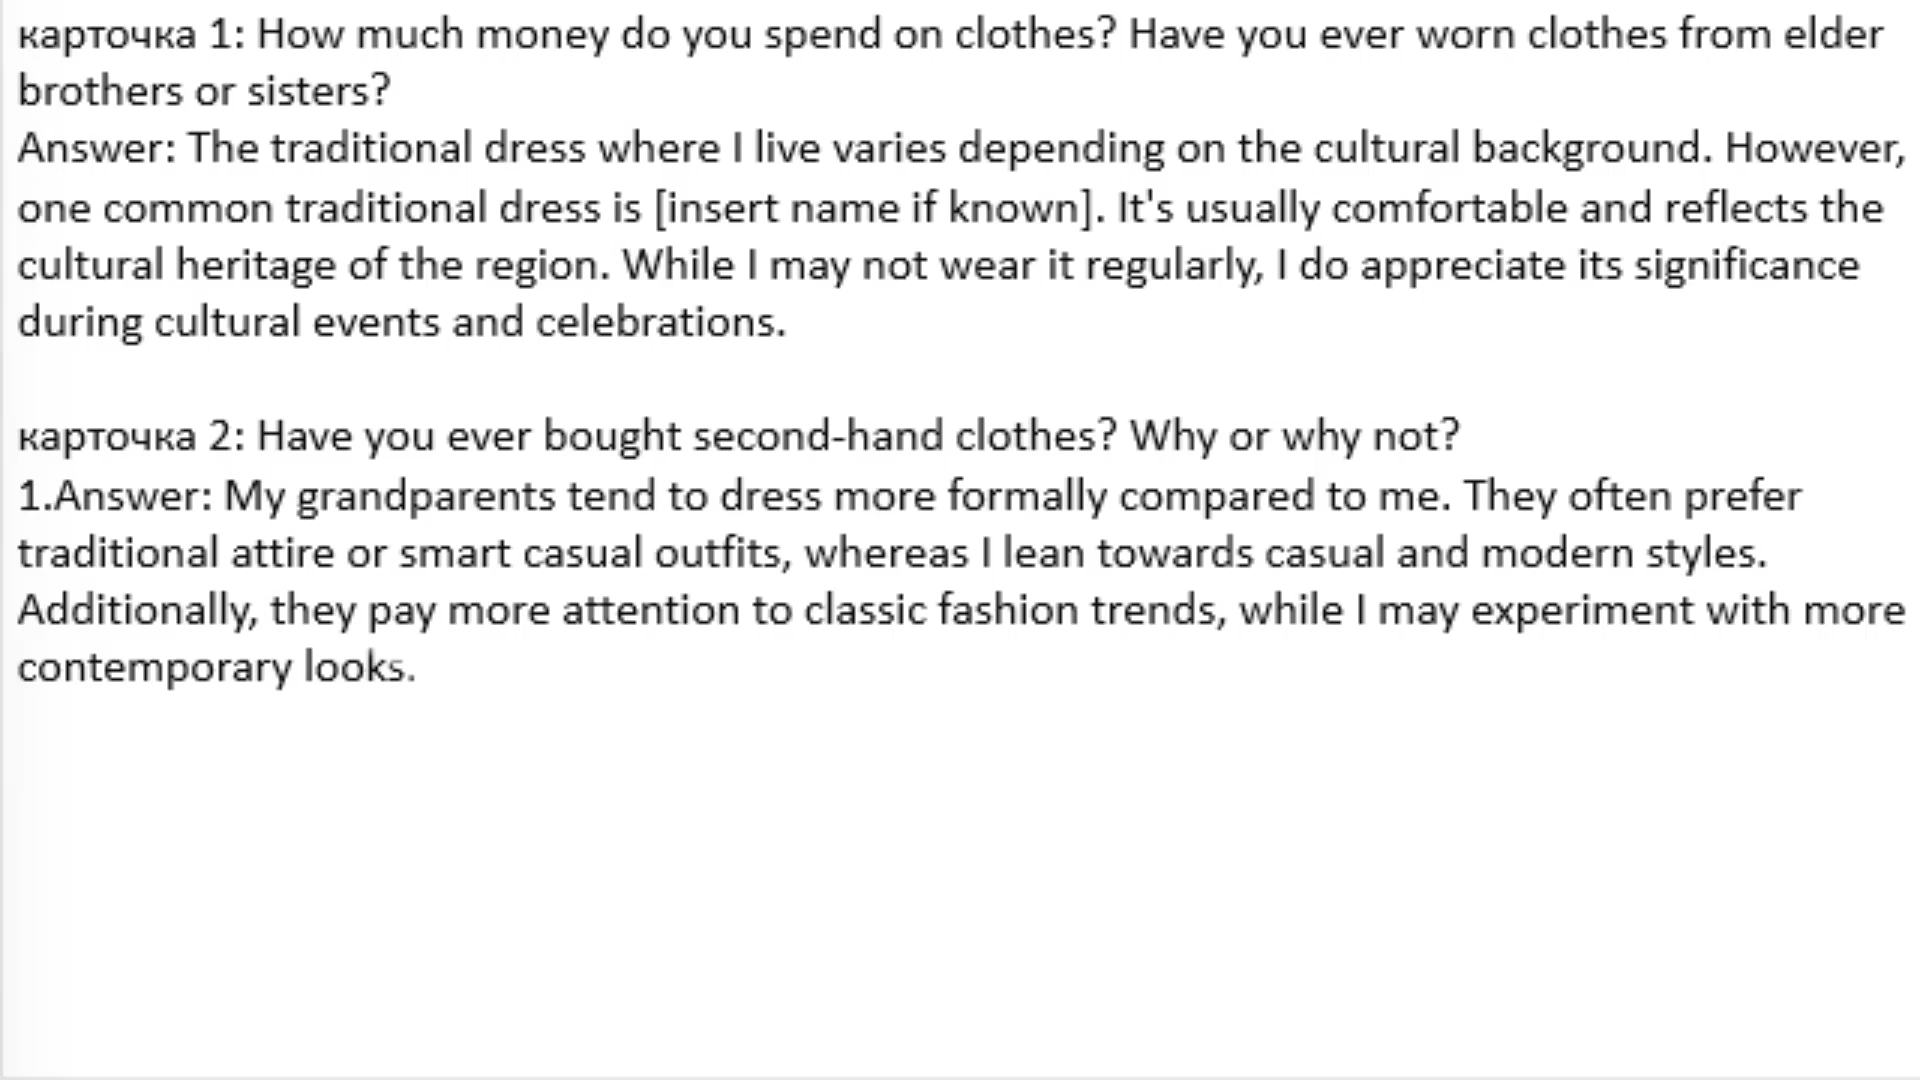 карточка 1: How much money do you spend on clothes? Have you ever worn clothes from elder
brothers or sisters?
Answer: The traditional dress where I live varies depending on the cultural background. However,
one common traditional dress is [insert name if known]. It's usually comfortable and reflects the
cultural heritage of the region. While I may not wear it regularly, I do appreciate its significance
during cultural events and celebrations.
карточка 2: Have you ever bought second-hand clothes? Why or why not?
1.Answer: My grandparents tend to dress more formally compared to me. They often prefer
traditional attire or smart casual outfits, whereas I lean towards casual and modern styles.
Additionally, they pay more attention to classic fashion trends, while I may experiment with more
contemporary looks.